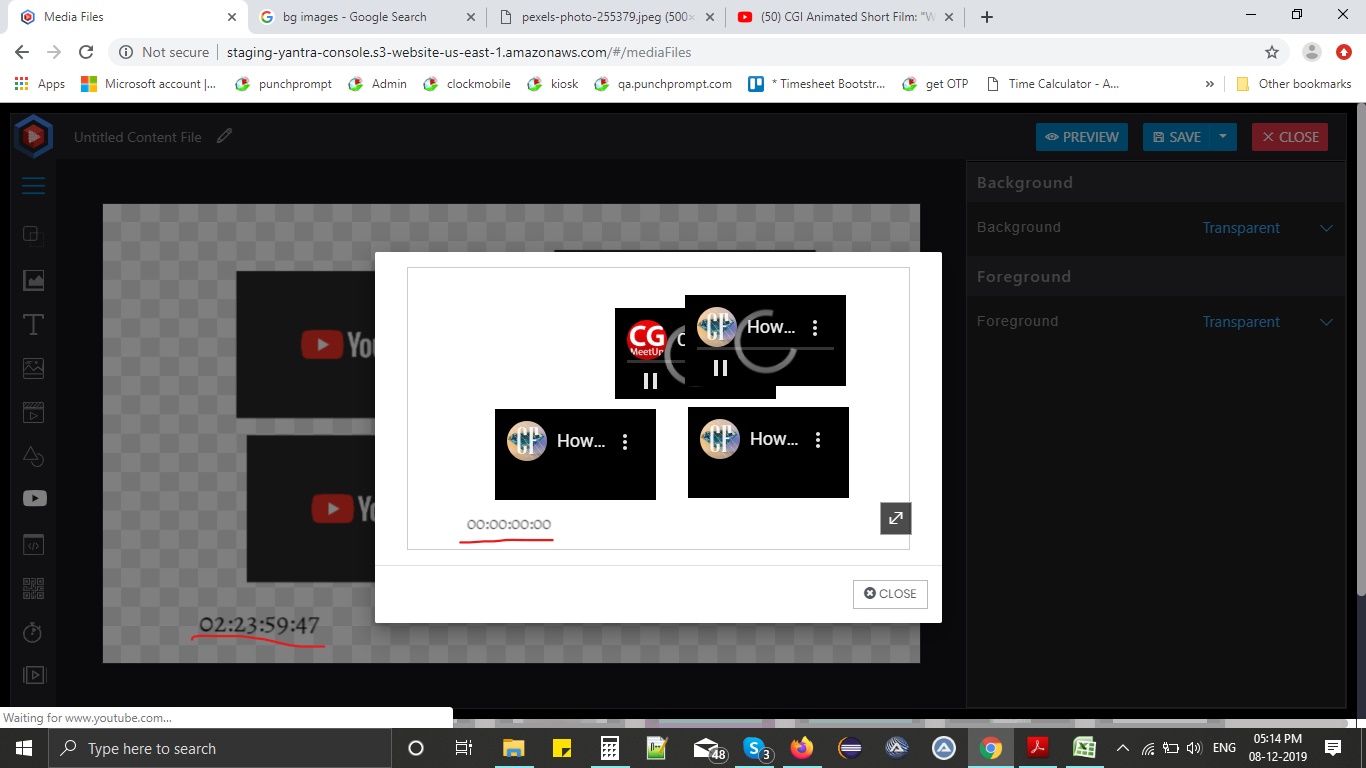 Media Files
bg images - Google Search
pexels-photo-255379.jpeg (500×
(50) CGI Animated Short Film: "W
Not secure | staging-yantra-console.s3-website-us-east-1.amazonaws.com/#/mediaFiles
Apps Microsoft account |... punchprompt Admin clockmobile kiosk qa.punchprompt.com * Timesheet Bootstr... get OTP Time Calculator - A... » Other bookmarks
Untitled Content File PREVIEW SAVE CLOSE
Background
Background Transparent
Foreground
Foreground Transparent
CG
MeetUp
CF How...
CF How...
CF How...
00:00:00:00
CLOSE
02:23:59:47
Waiting for www.youtube.com...
Type here to search
48
3
ENG
05:14 PM
08-12-2019